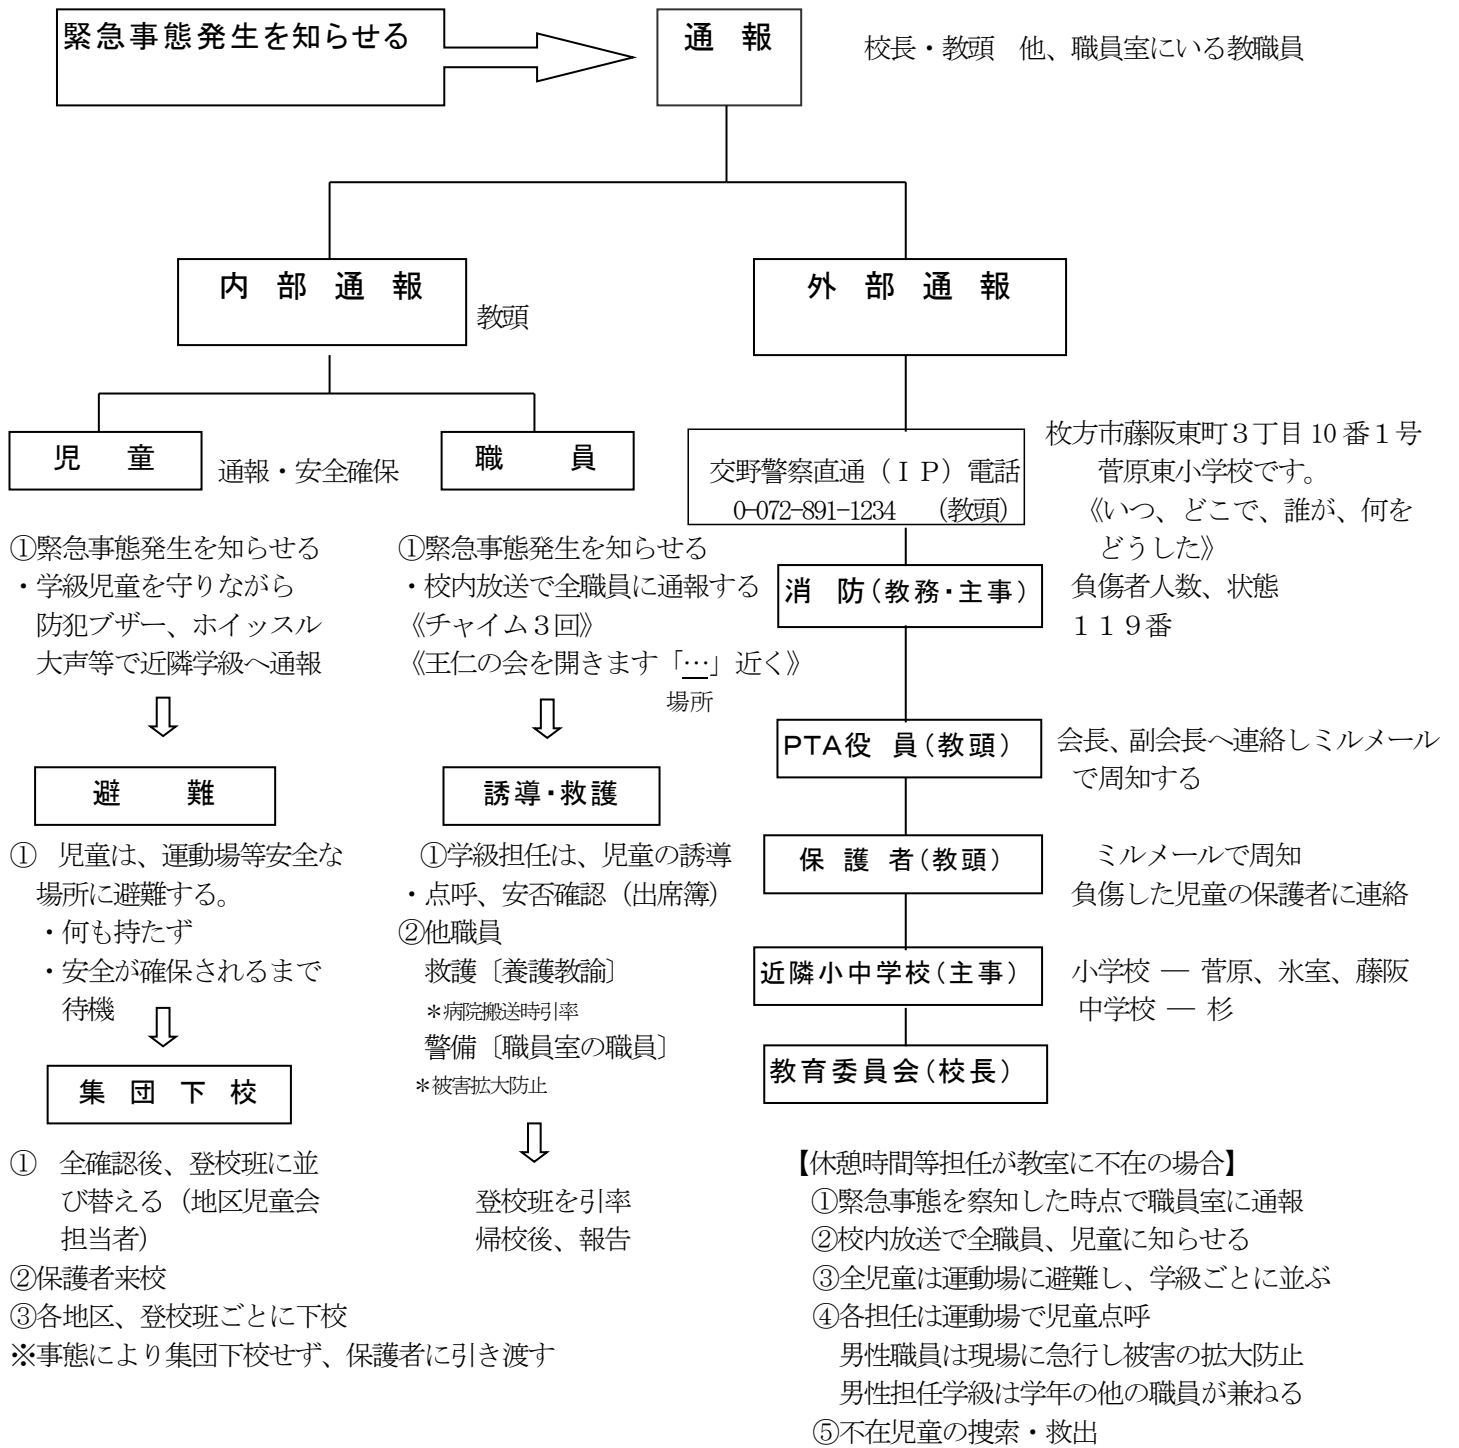 緊急事態発生を知らせる
通　報
校長・教頭　他、職員室にいる教職員
内　部　通　報
教頭
外　部　通　報
児　童
通報・安全確保
職　員
①緊急事態発生を知らせる
・学級児童を守りながら
防犯ブザー、ホイッスル
大声等で近隣学級へ通報
①緊急事態発生を知らせる
・校内放送で全職員に通報する
《チャイム３回》
《王仁の会を開きます「…」近く》
場所
避　難
①　児童は、運動場等安全な
場所に避難する。
・何も持たず
・安全が確保されるまで
待機
誘導・救護
①学級担任は、児童の誘導
・点呼、安否確認（出席簿）
②他職員
救護〔養護教諭〕
＊病院搬送時引率
警備〔職員室の職員〕
＊被害拡大防止
集　団　下　校
①　全確認後、登校班に並
び替える（地区児童会
担当者）
②保護者来校
③各地区、登校班ごとに下校
※事態により集団下校せず、保護者に引き渡す
登校班を引率
帰校後、報告
交野警察直通（ＩＰ）電話
0-072-891-1234　（教頭）
枚方市藤阪東町３丁目10番１号
菅原東小学校です。
《いつ、どこで、誰が、何を
どうした》
消　防（教務・主事）
負傷者人数、状態
１１９番
PTA役　員（教頭）
会長、副会長へ連絡しミルメール
で周知する
保　護　者（教頭）
ミルメールで周知
負傷した児童の保護者に連絡
近隣小中学校（主事）
小学校 ― 菅原、氷室、藤阪
中学校 ― 杉
教育委員会（校長）
【休憩時間等担任が教室に不在の場合】
①緊急事態を察知した時点で職員室に通報
②校内放送で全職員、児童に知らせる
③全児童は運動場に避難し、学級ごとに並ぶ
④各担任は運動場で児童点呼
男性職員は現場に急行し被害の拡大防止
男性担任学級は学年の他の職員が兼ねる
⑤不在児童の捜索・救出